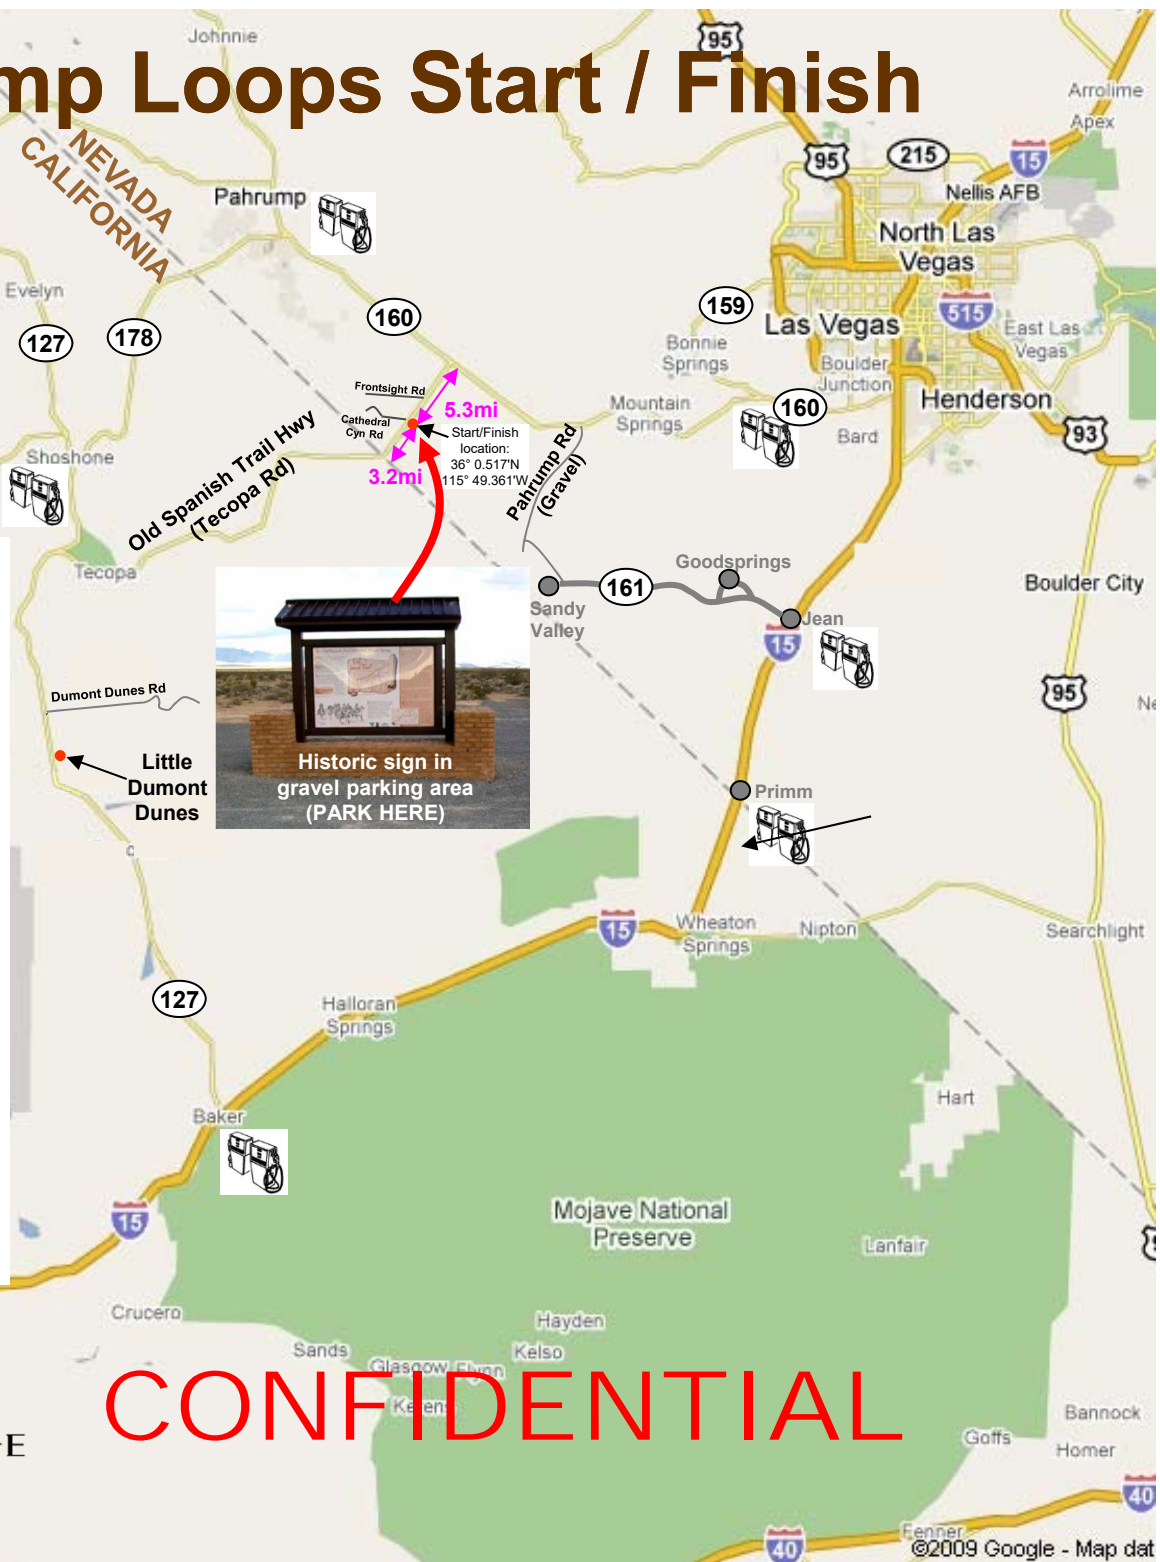 Johnnie
95
mp Loops Start / Finish
Arrolime
Apex
NEVADA
CALIFORNIA
95
215
15
Nellis AFB
Pahrump
North Las
Vegas
Evelyn
127
178
160
159
Las Vegas
515
East Las
Vegas
Bonnie
Springs
Boulder
Junction
Frontsight Rd
Cathedral
Cyn Rd
5.3mi
Start/Finish
location:
36° 0.517'N
115° 49.361'W
3.2mi
Mountain
Springs
160
Henderson
Bard
93
Shoshone
Old Spanish Trail Hwy
(Tecopa Rd)
Pahrump Rd
(Gravel)
Tecopa
Goodsprings
161
Sandy
Valley
Jean
15
Boulder City
95
Ne
Dumont Dunes Rd
Little
Dumont
Dunes
Historic sign in
gravel parking area
(PARK HERE)
Primm
15
Wheaton
Springs
Nipton
Searchlight
127
Halloran
Springs
Baker
Hart
15
Mojave National
Preserve
Lanfair
Crucero
Hayden
Sands
Kelso
Glasgow
Flynn
Kerens
CONFIDENTIAL
Bannock
Goffs
Homer
E
40
Fenner
40
©2009 Google - Map dat